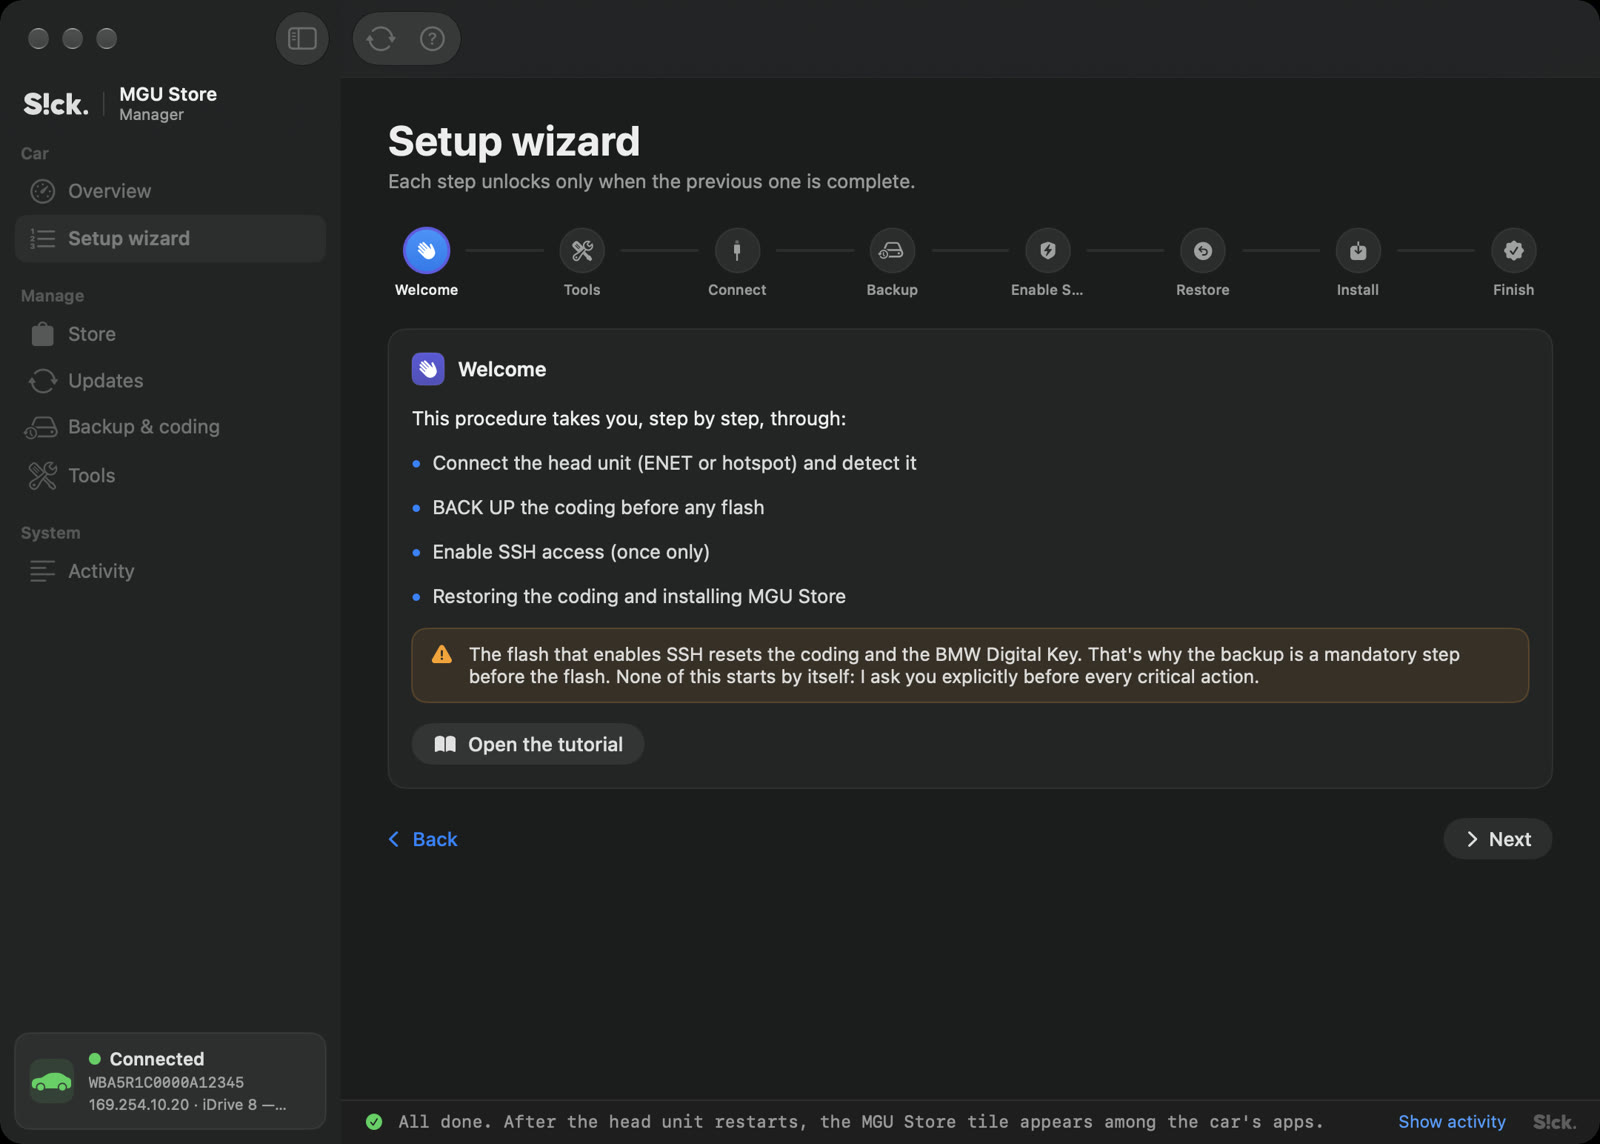 S!ck.
MGU Store
Manager
Car
Overview
Setup wizard
Manage
Store
Updates
Backup & coding
Tools
System
Activity
Connected
WBA5R1C0000A12345
169.254.10.20 · iDrive 8 —...
Setup wizard
Each step unlocks only when the previous one is complete.
Welcome
Tools
Connect
Backup
Enable S...
Restore
Install
Finish
Welcome
This procedure takes you, step by step, through:
• Connect the head unit (ENET or hotspot) and detect it
• BACK UP the coding before any flash
• Enable SSH access (once only)
• Restoring the coding and installing MGU Store
The flash that enables SSH resets the coding and the BMW Digital Key. That's why the backup is a mandatory step
before the flash. None of this starts by itself: I ask you explicitly before every critical action.
Open the tutorial
Back
Next
All done. After the head unit restarts, the MGU Store tile appears among the car's apps.
Show activity
S!ck.